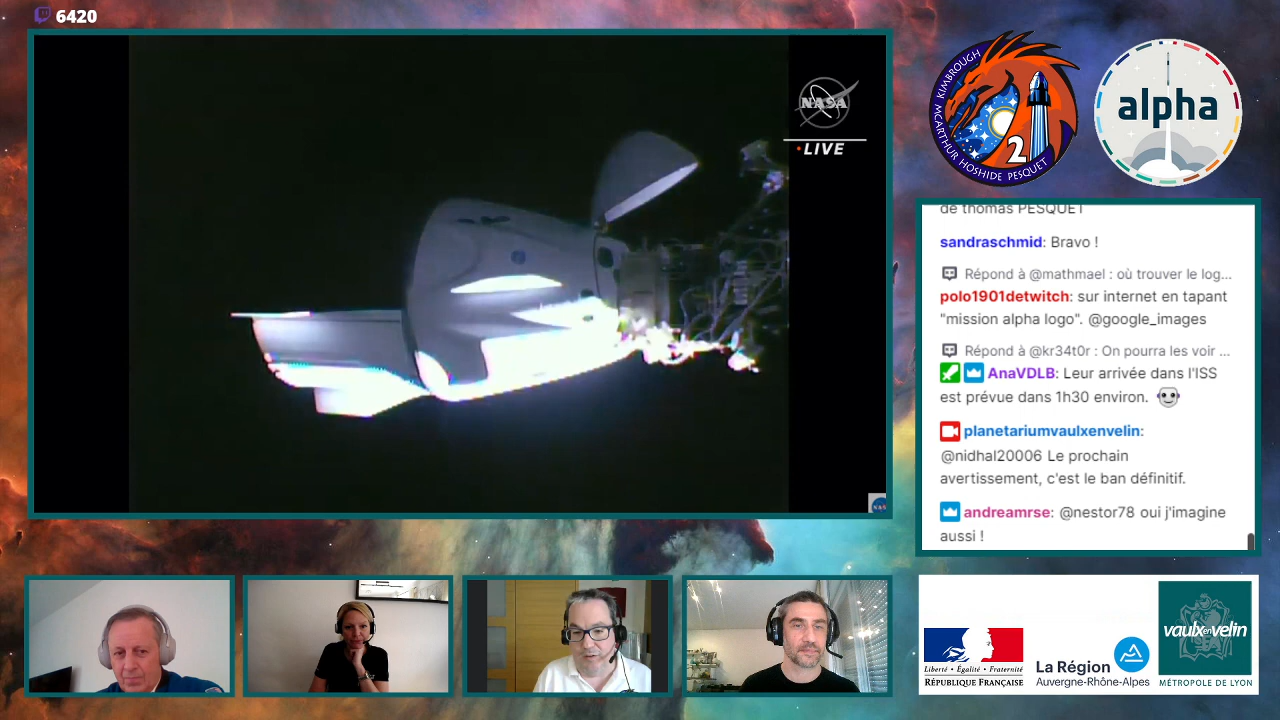 6420
NASA
LIVE
MCARTHUR KIMBROUGH
HOSHIDE PESQUET
2
alpha
de thomas PESQUET
sandraschmid: Bravo !
Répond à @mathmael : où trouver le log...
polo1901detwitch: sur internet en tapant
"mission alpha logo". @google_images
Répond à @kr34t0r : On pourra les voir ...
AnaVDLB: Leur arrivée dans l'ISS
est prévue dans 1h30 environ.
planetariumvaulxenvelin:
@nidhal20006 Le prochain
avertissement, c'est le ban définitif.
andreamrse: @nestor78 oui j'imagine
aussi !
Liberté • Égalité • Fraternité
RÉPUBLIQUE FRANÇAISE
La Région
Auvergne-Rhône-Alpes
vaulx en velin
MÉTROPOLE DE LYON